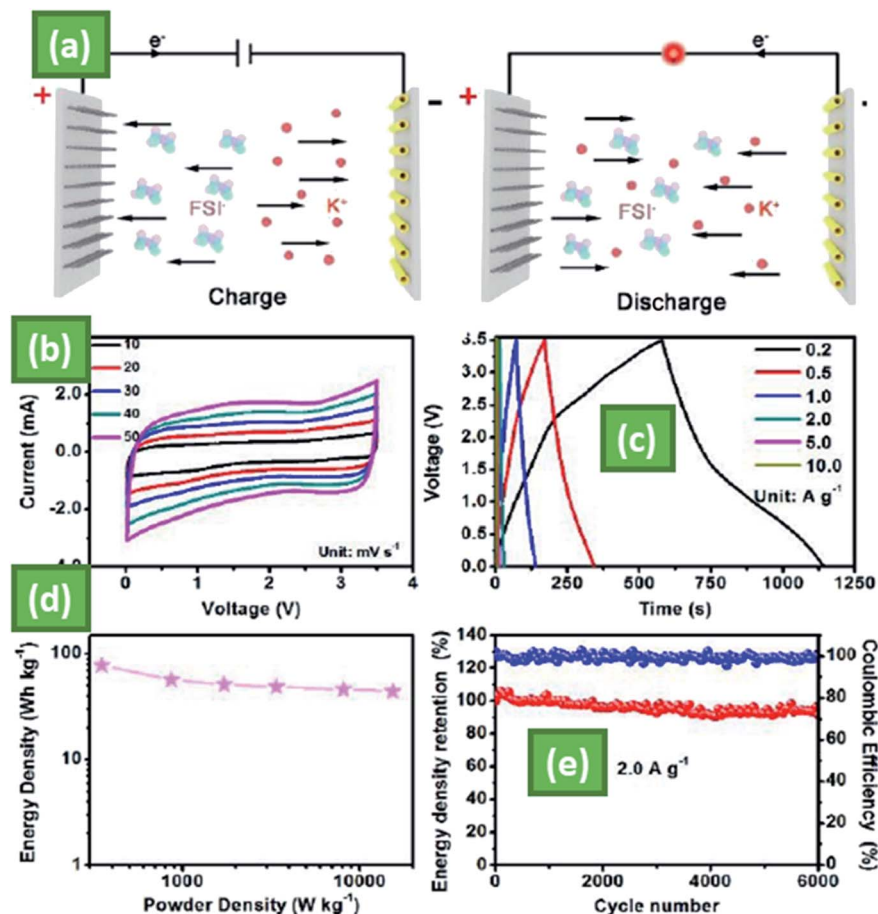 (a)
e-
e-
+
-
+
FSI-
K+
FSI-
K+
Charge
Discharge
(b)
10
20
30
40
50
2.0
0.0
-2.0
Current (mA)
Unit: mV s-1
0
1
2
3
4
Voltage (V)
(c)
3.5
3.0
2.5
2.0
1.5
1.0
0.5
0.0
Voltage (V)
0.2
0.5
1.0
2.0
5.0
10.0
Unit: A g-1
0
250
500
750
1000
1250
Time (s)
(d)
100
10
1
Energy Density (Wh kg-1)
1000
10000
Powder Density (W kg-1)
(e)
2.0 A g-1
140
120
100
80
60
40
20
0
Energy density retention (%)
100
80
60
40
20
0
Coulombic Efficiency (%)
0
2000
4000
6000
Cycle number